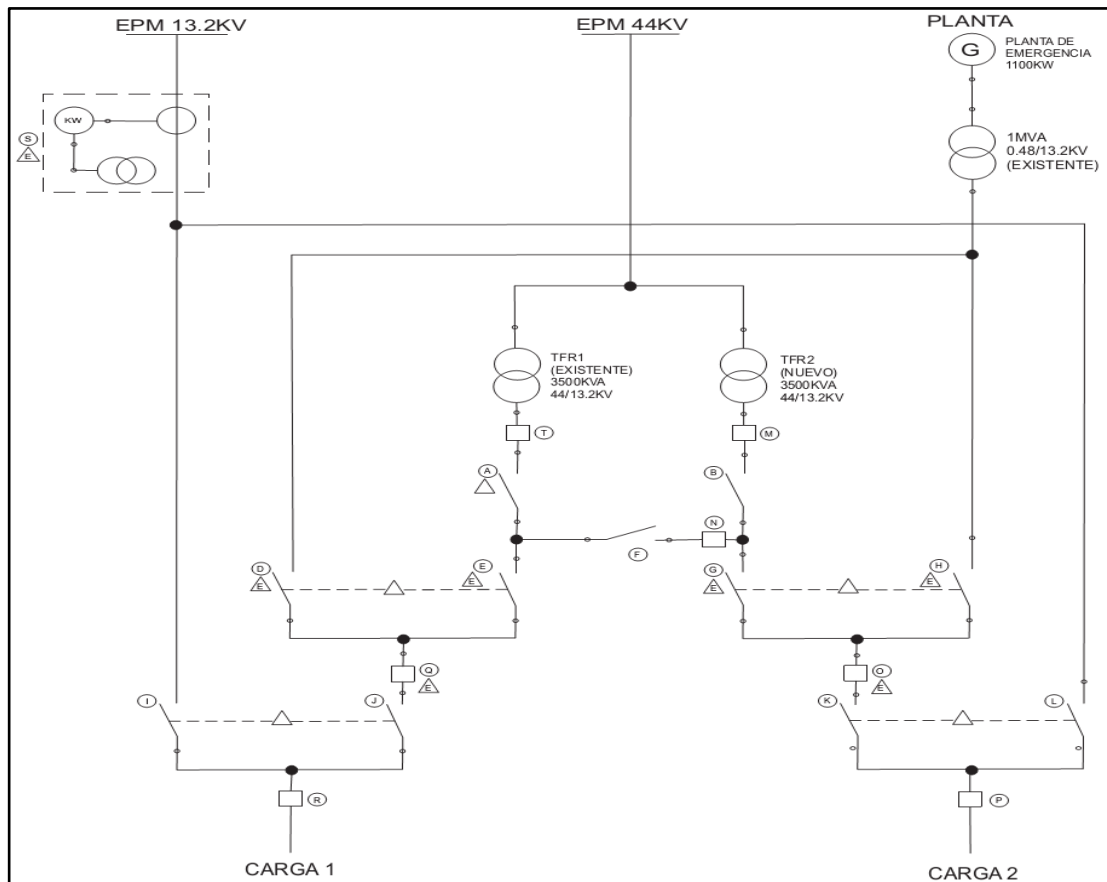 EPM 13.2KV
EPM 44KV
PLANTA
G
PLANTA DE
EMERGENCIA
1100KW
KW
S
E
1MVA
0.48/13.2KV
(EXISTENTE)
TFR1
(EXISTENTE)
3500KVA
44/13.2KV
TFR2
(NUEVO)
3500KVA
44/13.2KV
T
M
A
B
N
F
D
E
E
E
G
E
H
E
Q
E
O
E
I
J
K
L
R
P
CARGA 1
CARGA 2